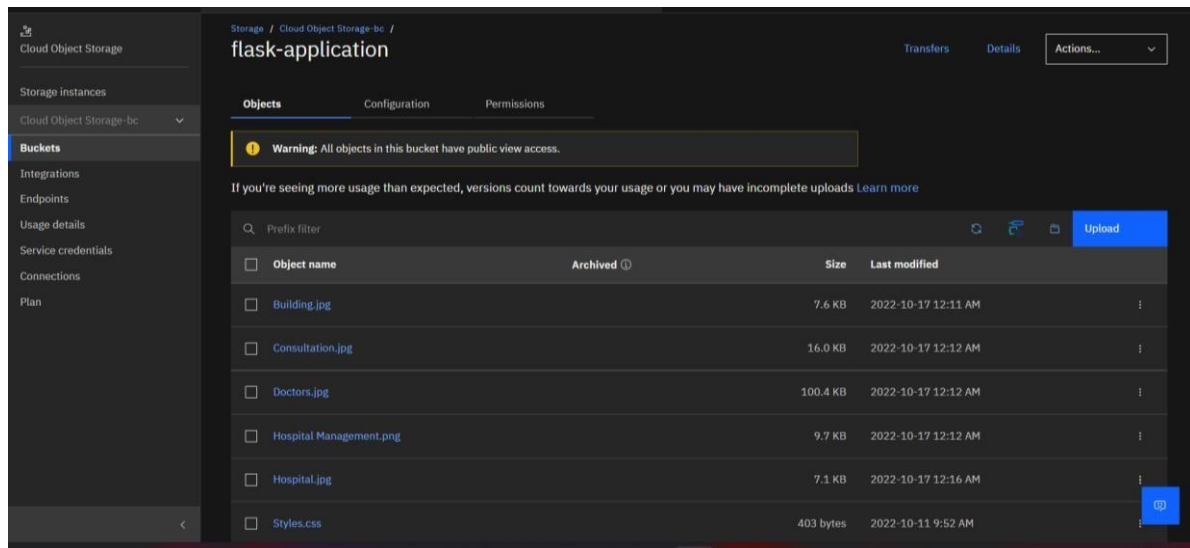 Cloud Object Storage
Storage instances
Cloud Object Storage-bc
Buckets
Integrations
Endpoints
Usage details
Service credentials
Connections
Plan
Storage / Cloud Object Storage-bc /
flask-application
Transfers Details Actions...
Objects Configuration Permissions
Warning: All objects in this bucket have public view access.
If you're seeing more usage than expected, versions count towards your usage or you may have incomplete uploads Learn more
Prefix filter Upload
Object name Archived Size Last modified
Building.jpg 7.6 KB 2022-10-17 12:11 AM
Consultation.jpg 16.0 KB 2022-10-17 12:12 AM
Doctors.jpg 100.4 KB 2022-10-17 12:12 AM
Hospital Management.png 9.7 KB 2022-10-17 12:12 AM
Hospital.jpg 7.1 KB 2022-10-17 12:16 AM
Styles.css 403 bytes 2022-10-11 9:52 AM